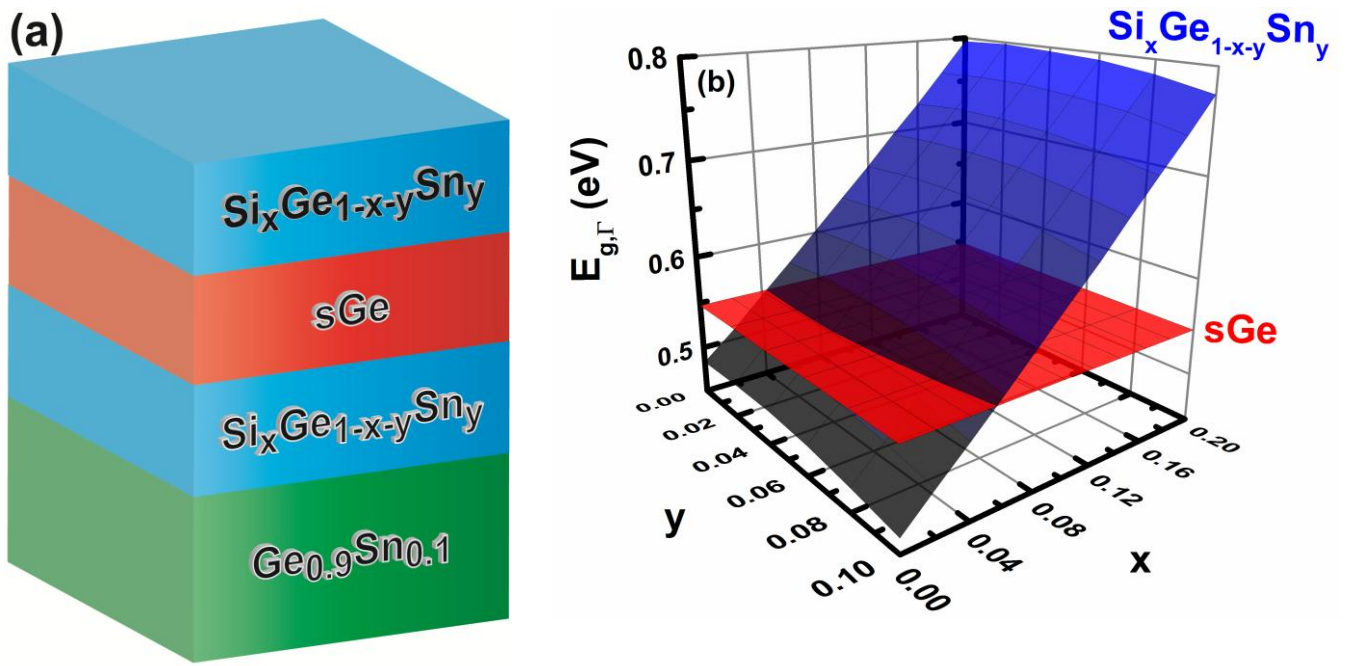 (a)
SixGe1-x-ySny
sGe
SixGe1-x-ySny
Ge0.9Sn0.1
(b)
SixGe1-x-ySny
sGe
Eg,Γ (eV)
0.8
0.7
0.6
0.5
0.00
0.02
0.04
0.06
0.08
0.10
y
0.00
0.04
0.08
0.12
0.16
0.20
x